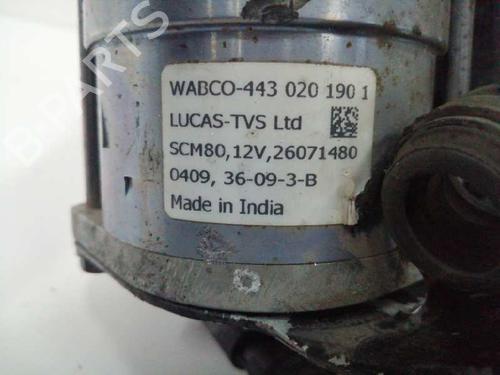 B-PARTS
WABCO-443 020 190 1
LUCAS-TVS Ltd
SCM80,12V,26071480
0409, 36-09-3-B
Made in India